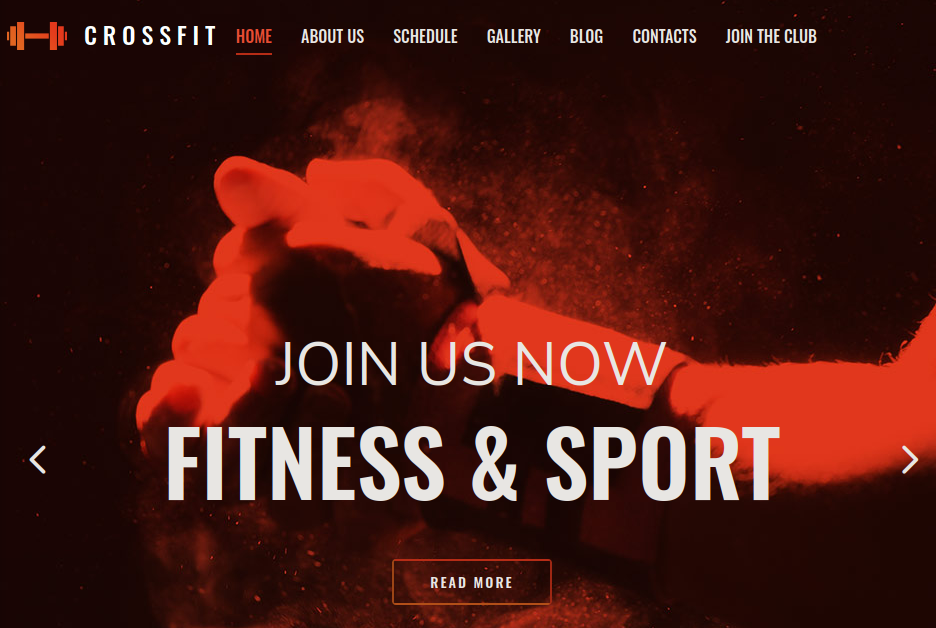 CROSSFIT HOME ABOUT US SCHEDULE GALLERY BLOG CONTACTS JOIN THE CLUB
JOIN US NOW
FITNESS & SPORT
READ MORE